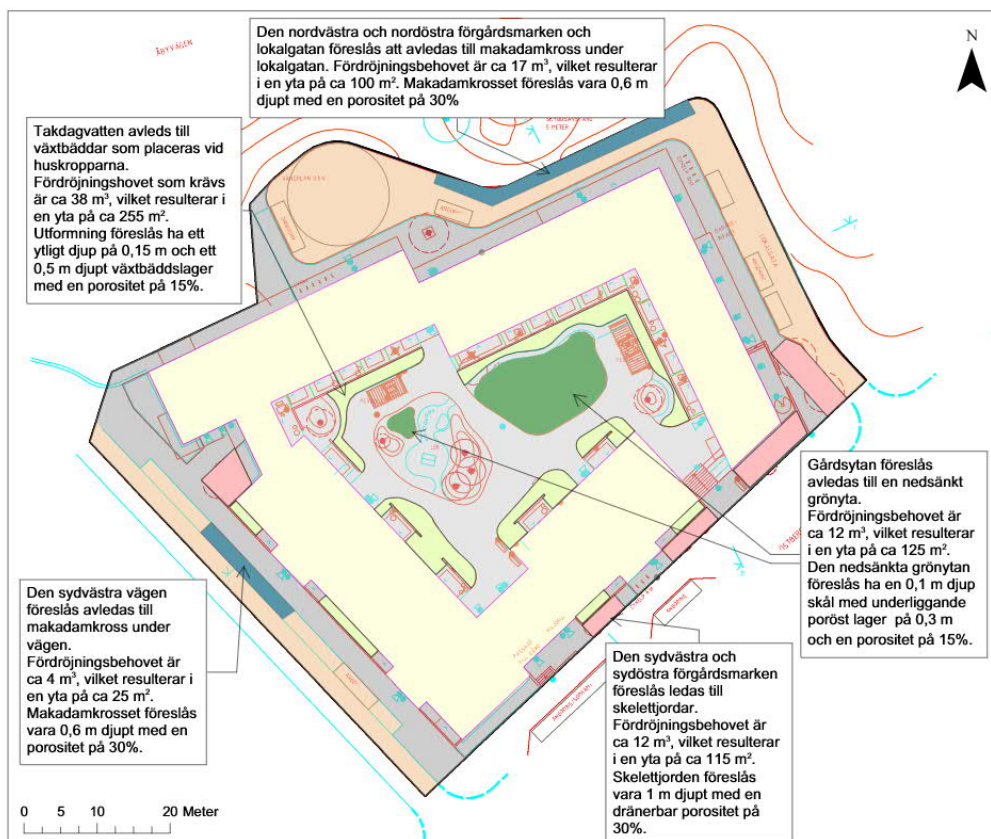 Den nordvästra och nordöstra förgårdsmarken och
lokalgatan föreslås att avledas till makadamkross under
lokalgatan. Fördröjningsbehovet är ca 17 m³, vilket resulterar
i en yta på ca 100 m². Makadamkrosset föreslås vara 0,6 m
djupt med en porositet på 30%
ÅBYVÄGEN
N
5 METER
Takdagvatten avleds till
växtbäddar som placeras vid
huskropparna.
Fördröjningshovet som krävs
är ca 38 m³, vilket resulterar i
en yta på ca 255 m².
Utformning föreslås ha ett
ytligt djup på 0,15 m och ett
0,5 m djupt växtbäddslager
med en porositet på 15%.
LOKALGATA
Gårdsytan föreslås
avledas till en nedsänkt
grönyta.
Fördröjningsbehovet är
ca 12 m³, vilket resulterar
i en yta på ca 125 m².
Den nedsänkta grönytan
föreslås ha en 0,1 m djup
skål med underliggande
poröst lager på 0,3 m
och en porositet på 15%.
Den sydvästra vägen
föreslås avledas till
makadamkross under
vägen.
Fördröjningsbehovet är
ca 4 m³, vilket resulterar i
en yta på ca 25 m².
Makadamkrosset föreslås
vara 0,6 m djupt med en
porositet på 30%.
Den sydvästra och
sydöstra förgårdsmarken
föreslås ledas till
skelettjordar.
Fördröjningsbehovet är
ca 12 m³, vilket resulterar
i en yta på ca 115 m².
Skelettjorden föreslås
vara 1 m djupt med en
dränerbar porositet på
30%.
0 5 10 20 Meter